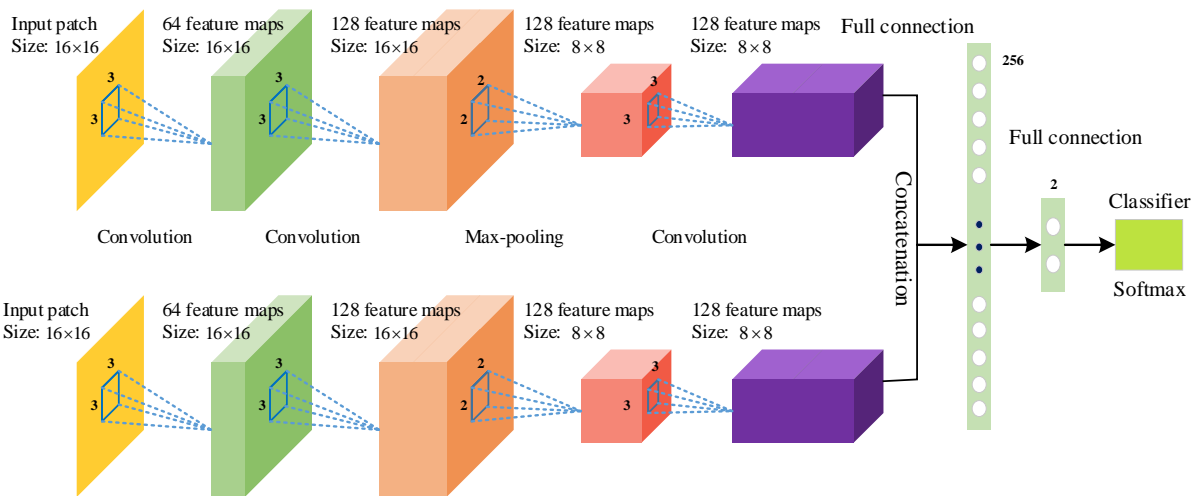 Input patch
Size: 16×16
64 feature maps
Size: 16×16
128 feature maps
Size: 16×16
128 feature maps
Size: 8×8
128 feature maps
Size: 8×8
Full connection
256
3
3
3
3
2
2
3
3
Full connection
2
Classifier
Softmax
Concatenation
Convolution
Convolution
Max-pooling
Convolution
Input patch
Size: 16×16
64 feature maps
Size: 16×16
128 feature maps
Size: 16×16
128 feature maps
Size: 8×8
128 feature maps
Size: 8×8
3
3
3
3
2
2
3
3